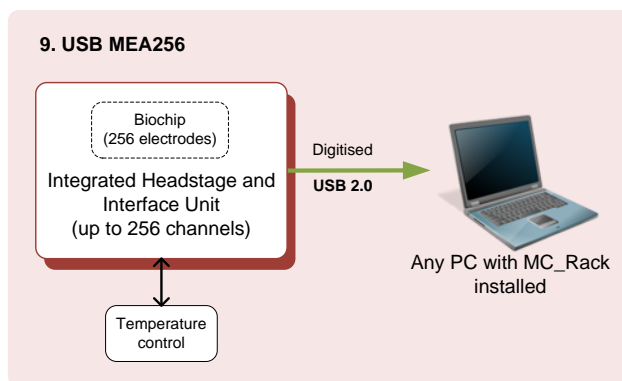 9. USB MEA256
Biochip
(256 electrodes)
Integrated Headstage and
Interface Unit
(up to 256 channels)
Digitised
USB 2.0
Any PC with MC_Rack
installed
Temperature
control